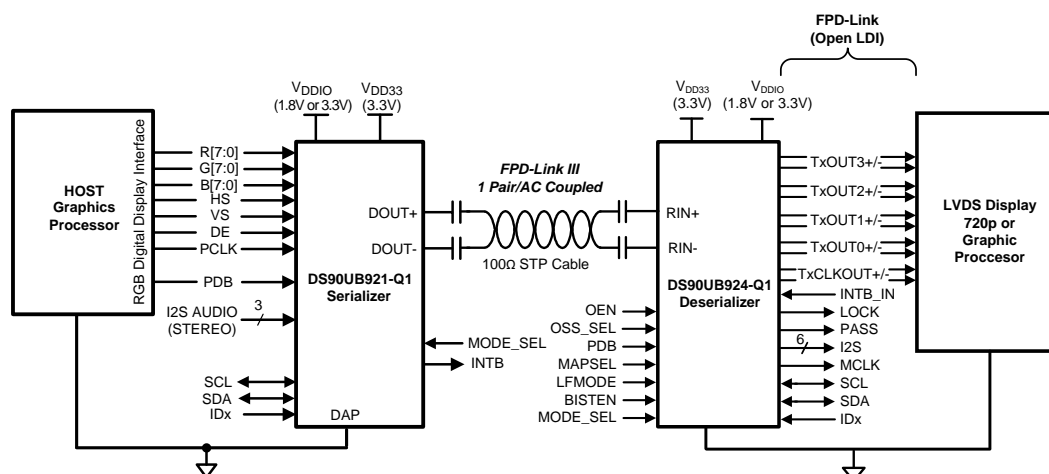 FPD-Link
(Open LDI)
VDDIO
(1.8V or 3.3V)
VDD33
(3.3V)
VDD33
(3.3V)
VDDIO
(1.8V or 3.3V)
HOST
Graphics
Processor
RGB Digital Display Interface
R[7:0]
G[7:0]
B[7:0]
HS
VS
DE
PCLK
PDB
I2S AUDIO
(STEREO)
3
SCL
SDA
IDx
DOUT+
DOUT-
DS90UB921-Q1
Serializer
DAP
MODE_SEL
INTB
FPD-Link III
1 Pair/AC Coupled
100Ω STP Cable
RIN+
RIN-
DS90UB924-Q1
Deserializer
OEN
OSS_SEL
PDB
MAPSEL
LFMODE
BISTEN
MODE_SEL
TxOUT3+/-
TxOUT2+/-
TxOUT1+/-
TxOUT0+/-
TxCLKOUT+/-
INTB_IN
LOCK
PASS
6
I2S
MCLK
SCL
SDA
IDx
LVDS Display
720p or
Graphic
Proccesor